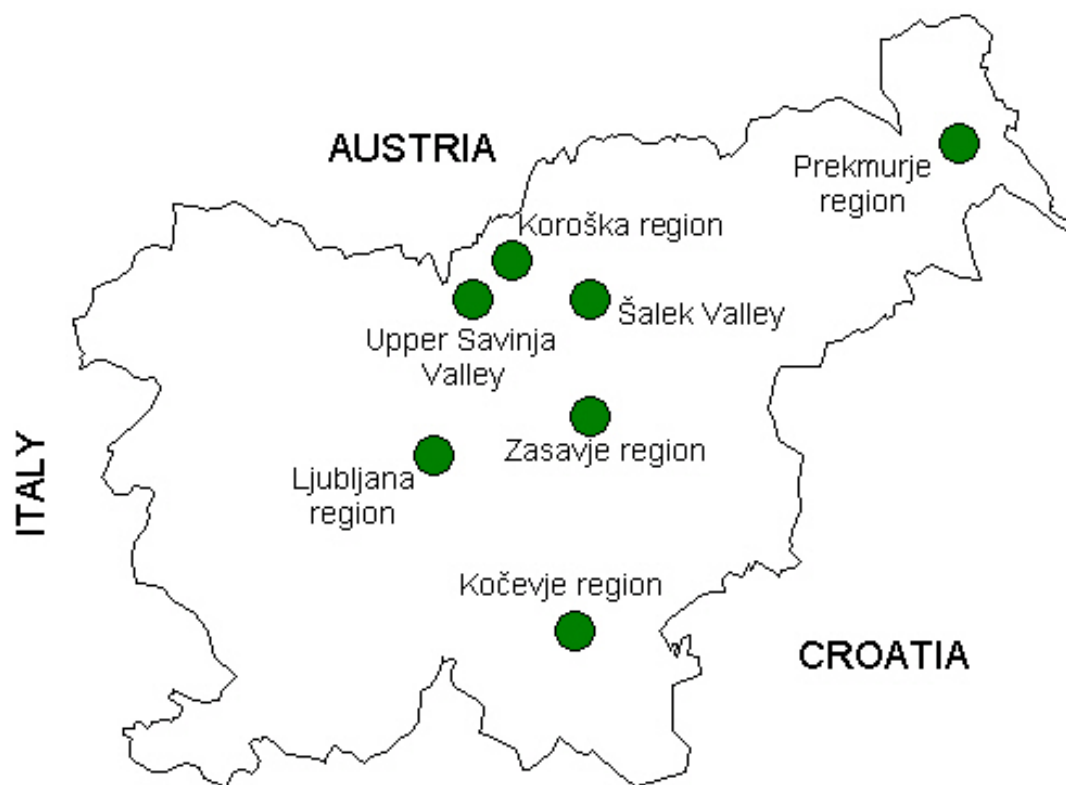 AUSTRIA
Prekmurje
region
Koroška region
Šalek Valley
Upper Savinja
Valley
Zasavje region
Ljubljana
region
ITALY
Kočevje region
CROATIA